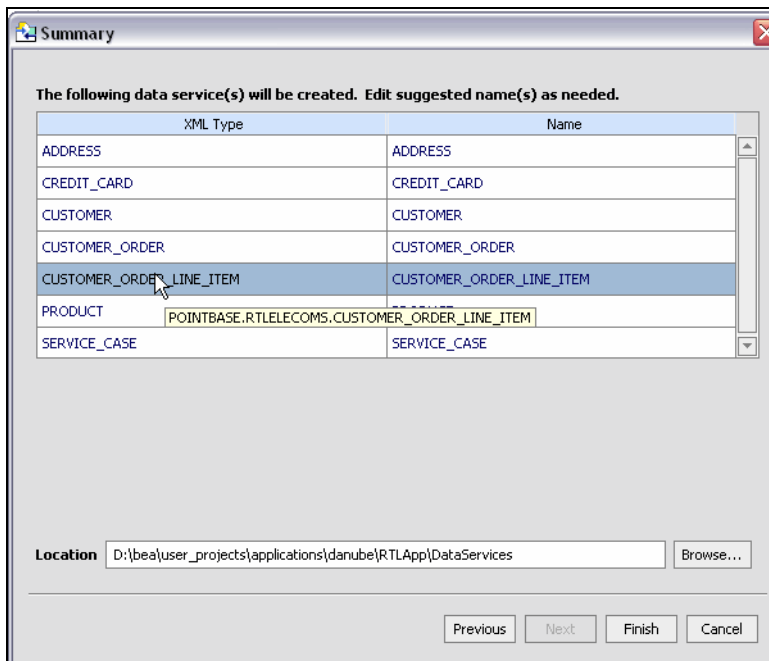 Summary
The following data service(s) will be created. Edit suggested name(s) as needed.
XML Type Name
ADDRESS ADDRESS
CREDIT_CARD CREDIT_CARD
CUSTOMER CUSTOMER
CUSTOMER_ORDER CUSTOMER_ORDER
CUSTOMER_ORDER_LINE_ITEM CUSTOMER_ORDER_LINE_ITEM
PRODUCT
POINTBASE.RTLELECOMS.CUSTOMER_ORDER_LINE_ITEM
SERVICE_CASE SERVICE_CASE
Location D:\bea\user_projects\applications\danube\RTLApp\DataServices Browse...
Previous Next Finish Cancel